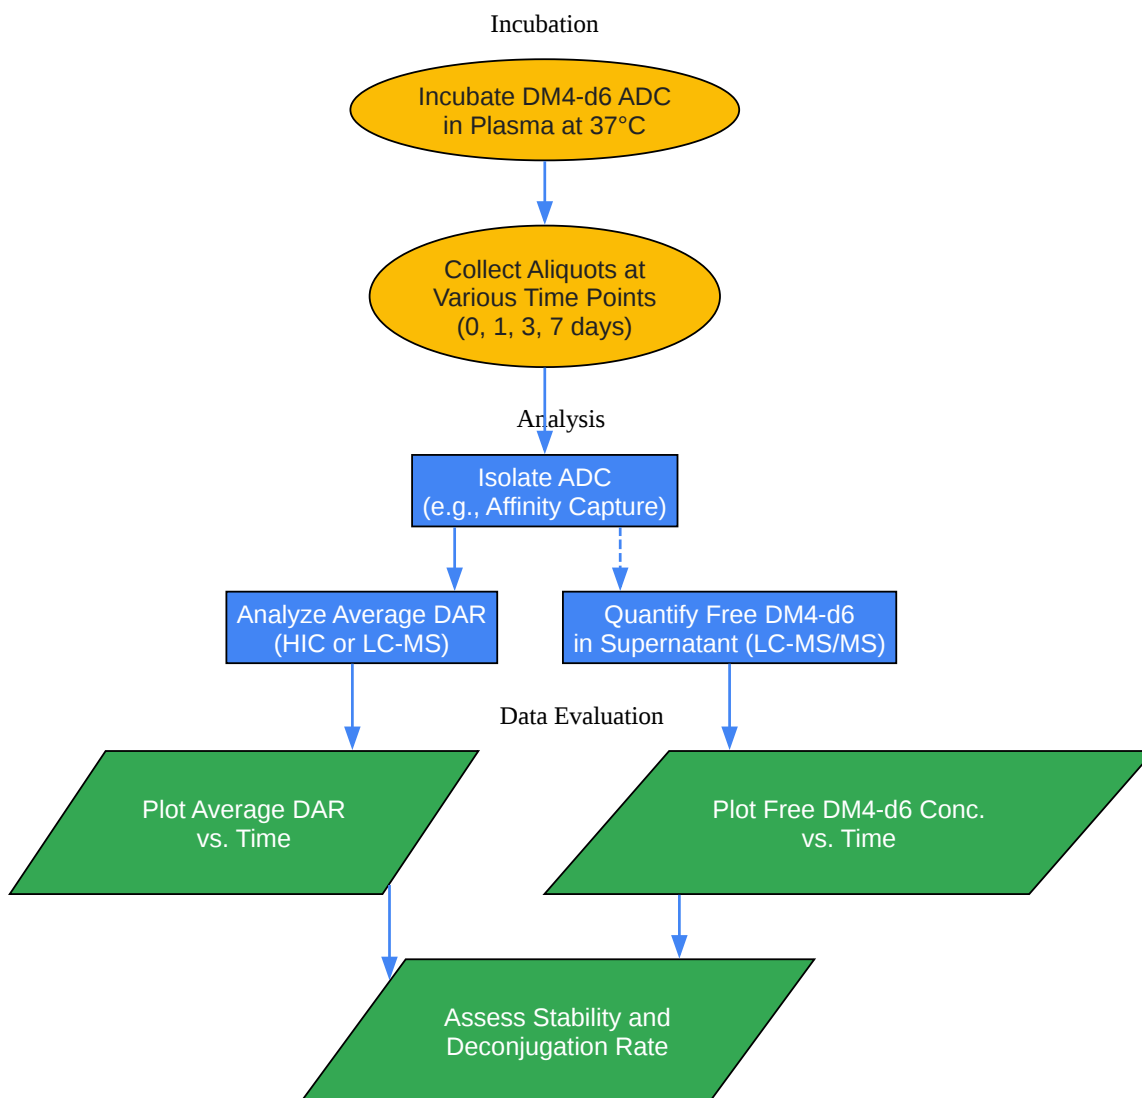 Incubation
Incubate DM4-d6 ADC
in Plasma at 37°C
Collect Aliquots at
Various Time Points
(0, 1, 3, 7 days)
Analysis
Isolate ADC
(e.g., Affinity Capture)
Analyze Average DAR
(HIC or LC-MS)
Quantify Free DM4-d6
in Supernatant (LC-MS/MS)
Data Evaluation
Plot Average DAR
vs. Time
Plot Free DM4-d6 Conc.
vs. Time
Assess Stability and
Deconjugation Rate